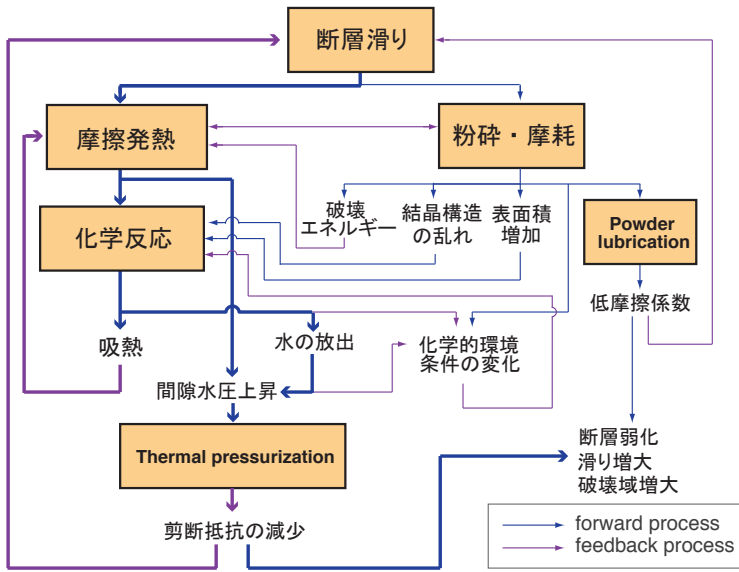 断層滑り
摩擦発熱
粉砕・摩耗
破壊
エネルギー
結晶構造
の乱れ
表面積
増加
Powder
lubrication
化学反応
低摩擦係数
吸熱
水の放出
化学的環境
条件の変化
間隙水圧上昇
Thermal pressurization
断層弱化
滑り増大
破壊域増大
剪断抵抗の減少
forward process
feedback process